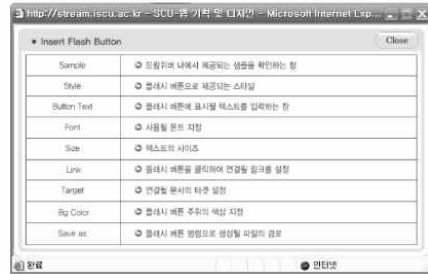 http://stream.iscu.ac.kr - SCU-웹 기획 및 디자인 - Microsoft Internet Exp...
• Insert Flash Button
Close
Sample 드림위버 내에서 제공되는 샘플을 확인하는 창
Style 플래시 버튼으로 제공되는 스타일
Button Text 플래시 버튼에 표시될 텍스트를 입력하는 창
Font 사용될 폰트 지정
Size 텍스트의 사이즈
Link 플래시 버튼을 클릭하여 연결될 링크를 설정
Target 연결될 문서의 타겟 설정
Bg Color 플래시 버튼 주위의 색상 지정
Save as 플래시 버튼 병렬으로 생성될 파일의 경로
완료
인터넷